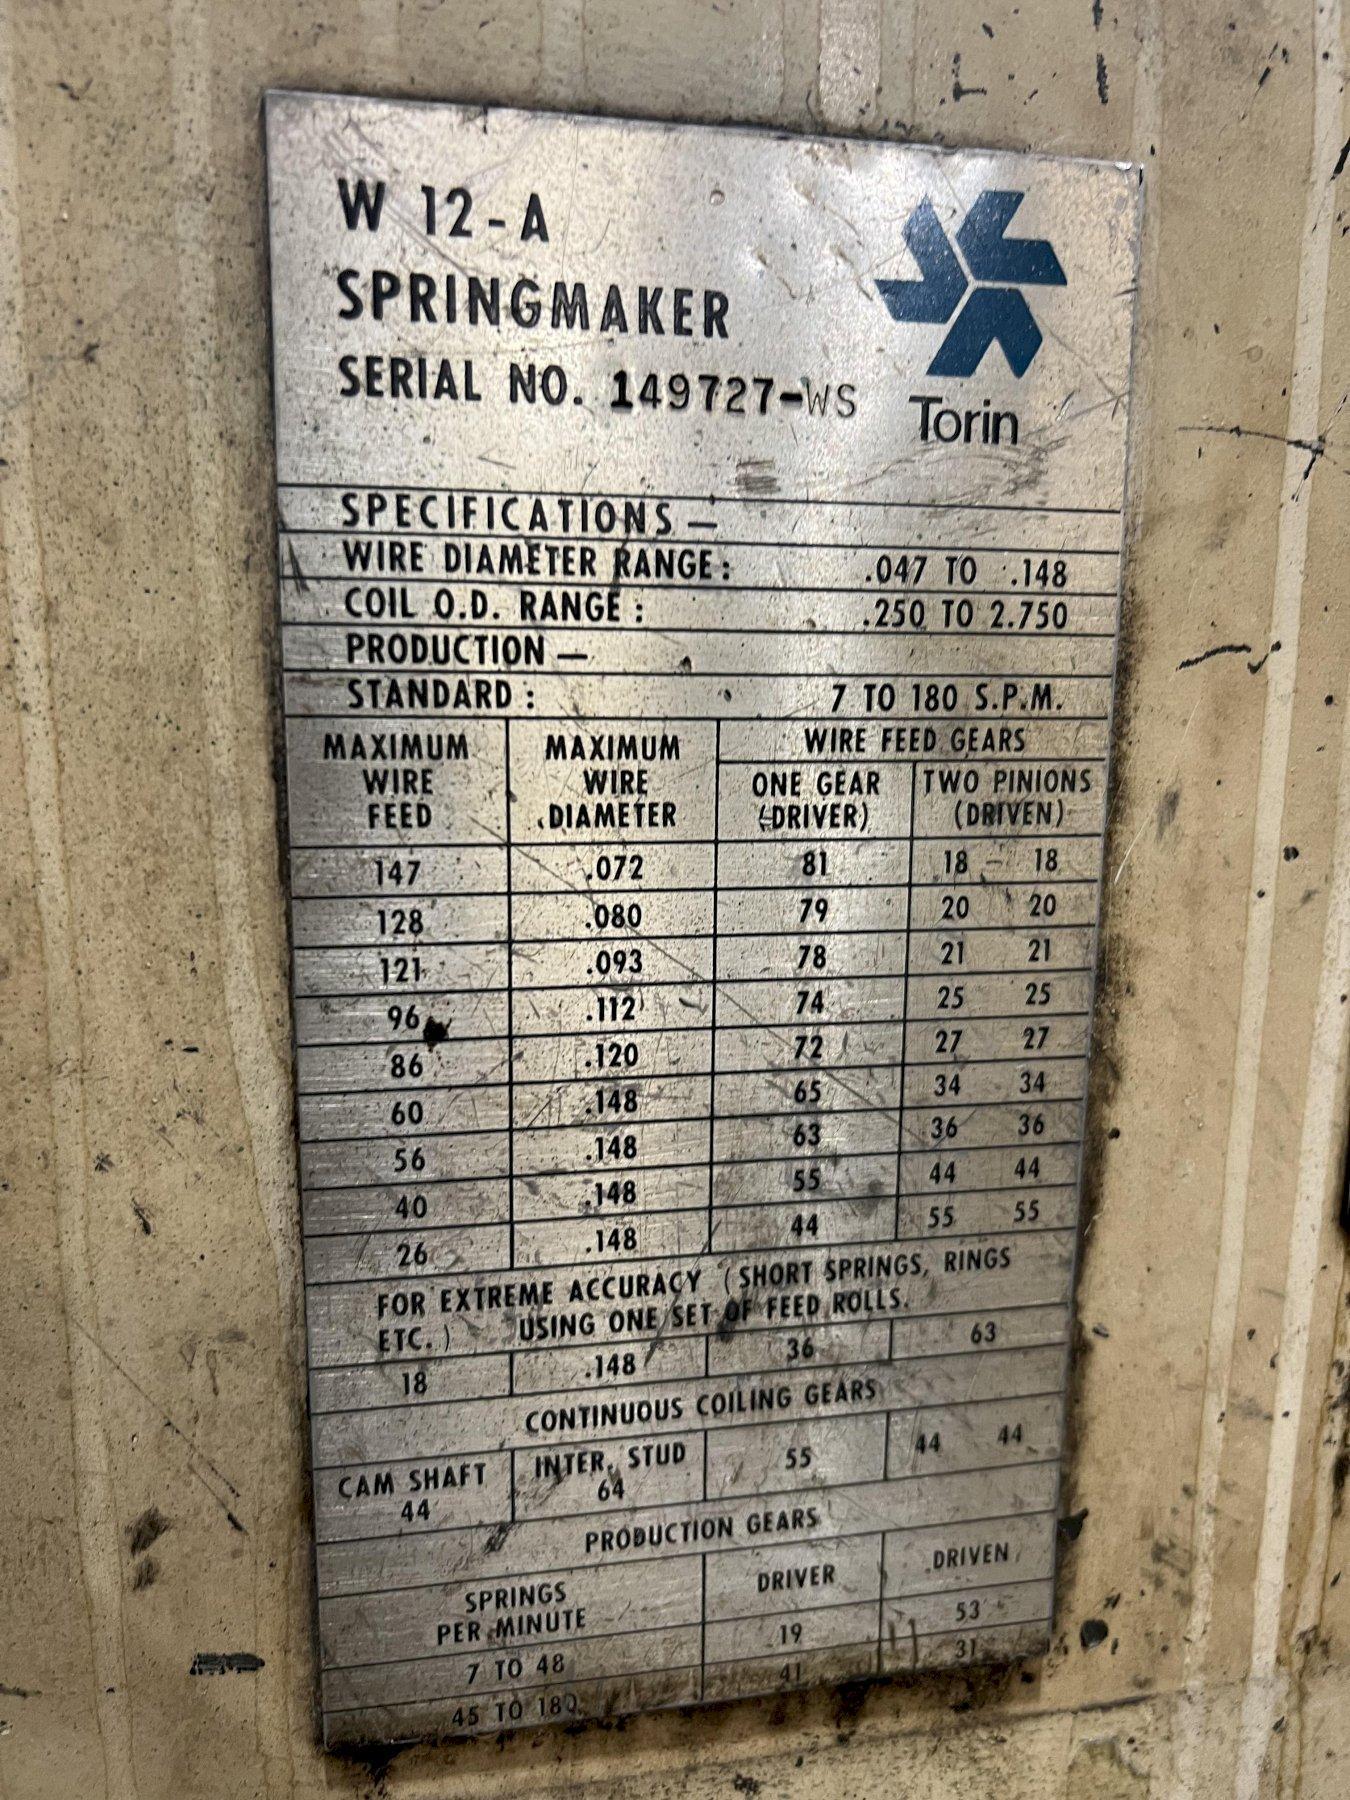 W 12-A
SPRINGMAKER
SERIAL NO. 149727-WS
Torin
SPECIFICATIONS —
WIRE DIAMETER RANGE: .047 TO .148
COIL O.D. RANGE: .250 TO 2.750
PRODUCTION —
STANDARD: 7 TO 180 S.P.M.
MAXIMUM WIRE FEED MAXIMUM WIRE DIAMETER WIRE FEED GEARS
ONE GEAR (DRIVER) TWO PINIONS (DRIVEN)
147 .072 81 18 - 18
128 .080 79 20 20
121 .093 78 21 21
96 .112 74 25 25
86 .120 72 27 27
60 .148 65 34 34
56 .148 63 36 36
40 .148 55 44 44
26 .148 44 55 55
FOR EXTREME ACCURACY (SHORT SPRINGS, RINGS
ETC.) USING ONE SET OF FEED ROLLS.
18 .148 36 63
CONTINUOUS COILING GEARS
CAM SHAFT 44 INTER. STUD 64 55 44 44
PRODUCTION GEARS
SPRINGS PER MINUTE DRIVER DRIVEN
7 TO 48 19 53
45 TO 180 41 31